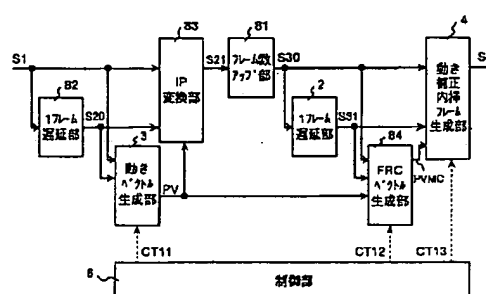 83
81
4
S1
S21
フレーム数
アップ部
S30
IP
変換部
動き
補正
内挿
フレーム
生成部
S
82
1フレーム
遅延部
S20
2
1フレーム
遅延部
S31
84
3
動き
ベクトル
生成部
PV
FRC
ベクトル
生成部
PVMC
CT11
CT12
CT13
6
制御部